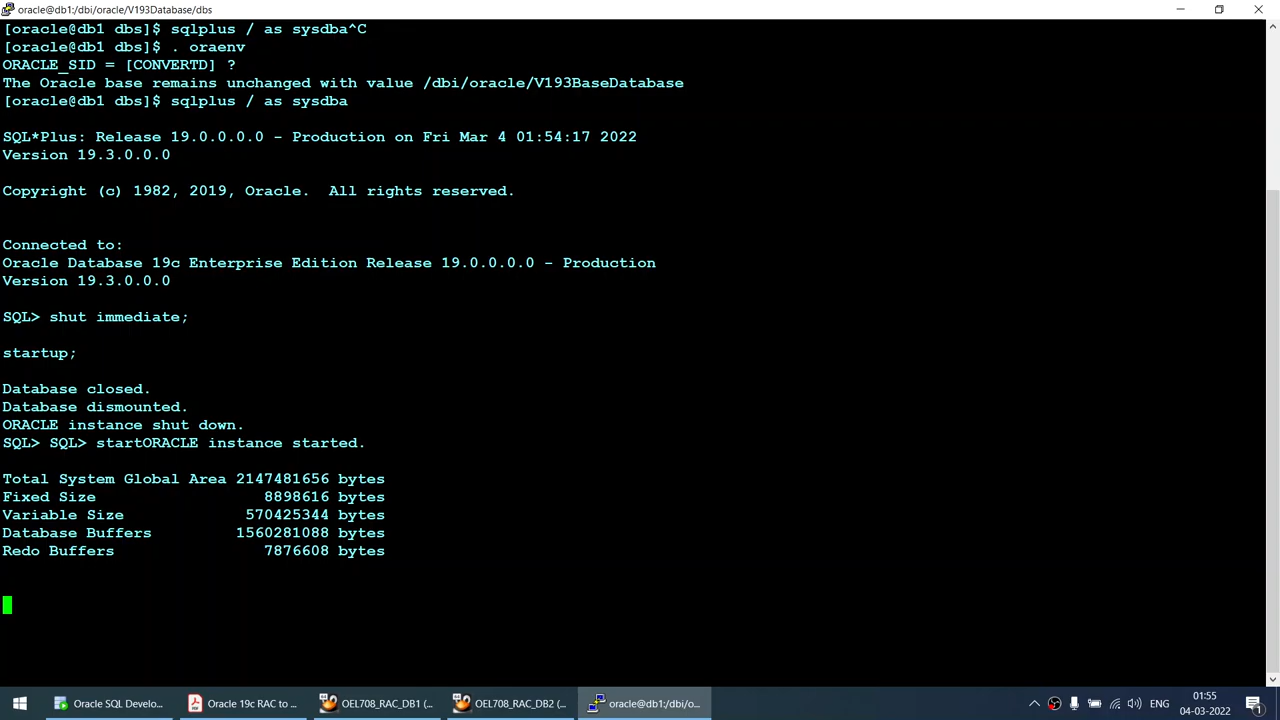 oracle@db1:/dbi/oracle/V193Database/dbs
[oracle@db1 dbs]$ sqlplus / as sysdba^C
[oracle@db1 dbs]$ . oraenv
ORACLE_SID = [CONVERTD] ?
The Oracle base remains unchanged with value /dbi/oracle/V193BaseDatabase
[oracle@db1 dbs]$ sqlplus / as sysdba
SQL*Plus: Release 19.0.0.0.0 - Production on Fri Mar 4 01:54:17 2022
Version 19.3.0.0.0
Copyright (c) 1982, 2019, Oracle.  All rights reserved.
Connected to:
Oracle Database 19c Enterprise Edition Release 19.0.0.0.0 - Production
Version 19.3.0.0.0
SQL> shut immediate;
startup;
Database closed.
Database dismounted.
ORACLE instance shut down.
SQL> SQL> startORACLE instance started.
Total System Global Area 2147481656 bytes
Fixed Size                  8898616 bytes
Variable Size             570425344 bytes
Database Buffers         1560281088 bytes
Redo Buffers                7876608 bytes
Oracle SQL Develo...
Oracle 19c RAC to ...
OEL708_RAC_DB1 (...
OEL708_RAC_DB2 (...
oracle@db1:/dbi/o...
ENG
01:55
04-03-2022
1